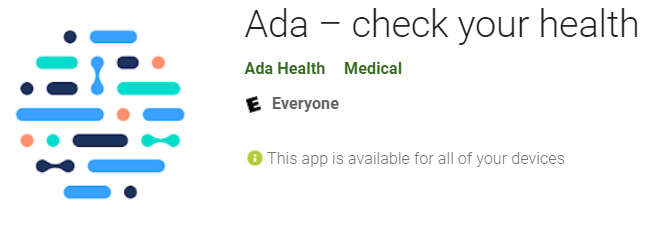 Ada – check your health
Ada Health Medical
E Everyone
This app is available for all of your devices